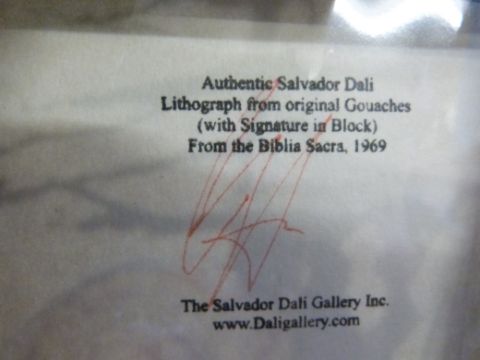 Authentic Salvador Dali
Lithograph from original Gouaches
(with Signature in Block)
From the Biblia Sacra, 1969
The Salvador Dali Gallery Inc.
www.Daligallery.com